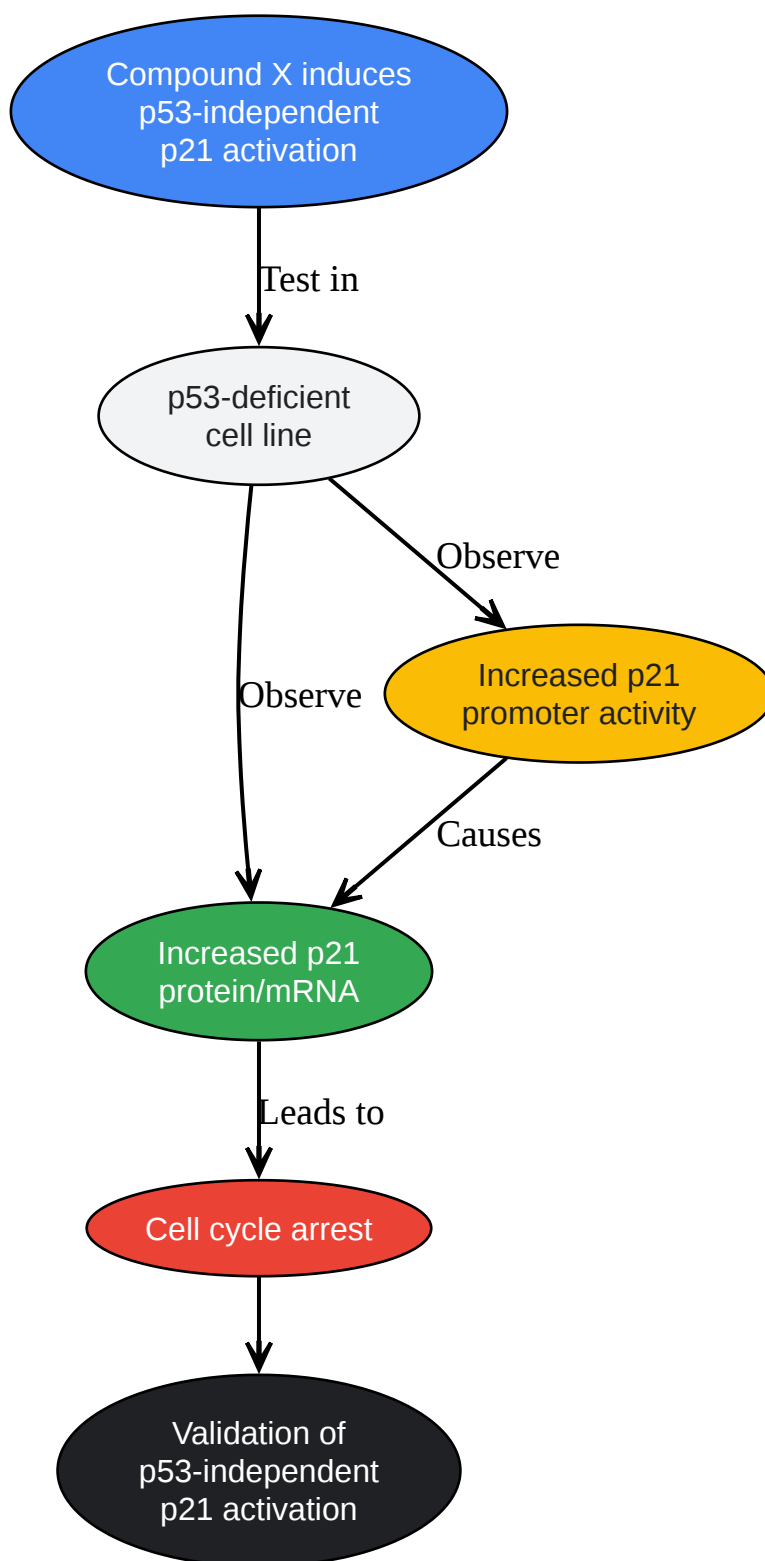 Compound X induces
p53-independent
p21 activation
Test in
p53-deficient
cell line
Observe
Increased p21
promoter activity
Observe
Causes
Increased p21
protein/mRNA
Leads to
Cell cycle arrest
Validation of
p53-independent
p21 activation